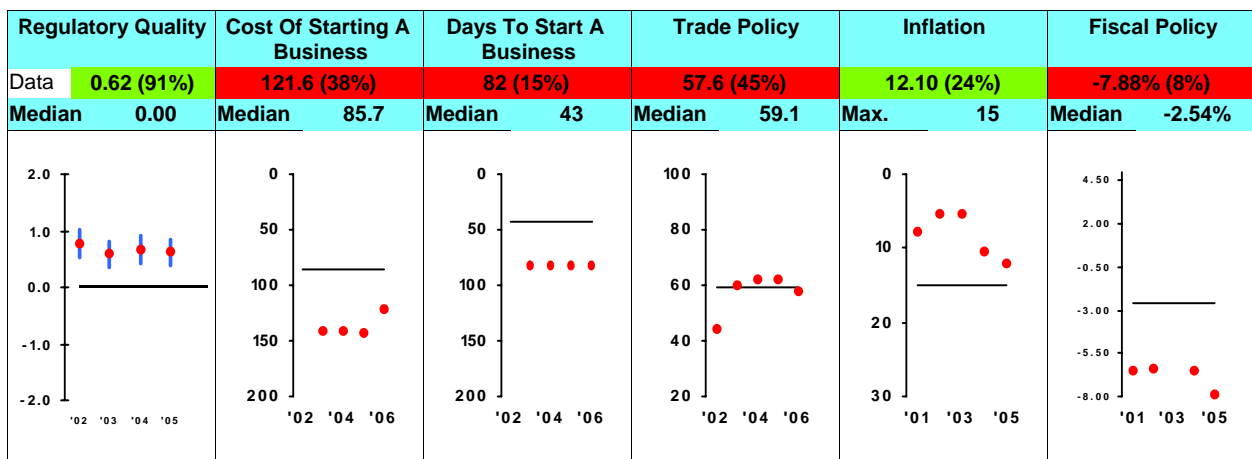 Regulatory Quality
Cost Of Starting A
Business
Days To Start A
Business
Trade Policy
Inflation
Fiscal Policy
Data 0.62 (91%) 121.6 (38%) 82 (15%) 57.6 (45%) 12.10 (24%) -7.88% (8%)
Median 0.00 Median 85.7 Median 43 Median 59.1 Max. 15 Median -2.54%
2.0
1.0
0.0
-1.0
-2.0
'02 '03 '04 '05
0
50
100
150
200
'02 '04 '06
0
50
100
150
200
'02 '04 '06
100
80
60
40
20
'02 '04 '06
0
10
20
30
'01 '03 '05
4.50
2.00
-0.50
-3.00
-5.50
-8.00
'01 '03 '05